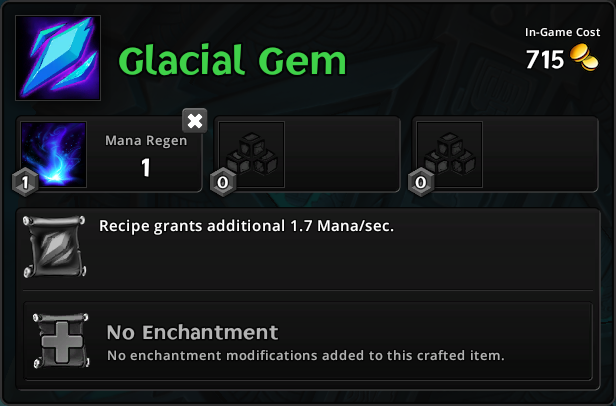 Glacial Gem
In-Game Cost
715
Mana Regen
1
1
0
0
Recipe grants additional 1.7 Mana/sec.
No Enchantment
No enchantment modifications added to this crafted item.